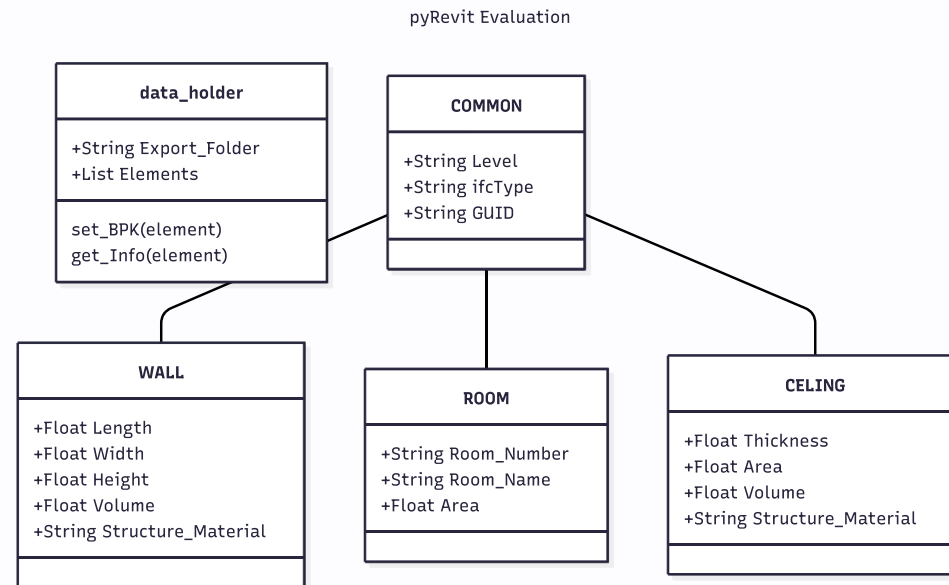 pyRevit Evaluation
data_holder
+String Export_Folder
+List Elements
set_BPK(element)
get_Info(element)
COMMON
+String Level
+String ifcType
+String GUID
WALL
+Float Length
+Float Width
+Float Height
+Float Volume
+String Structure_Material
ROOM
+String Room_Number
+String Room_Name
+Float Area
CELING
+Float Thickness
+Float Area
+Float Volume
+String Structure_Material